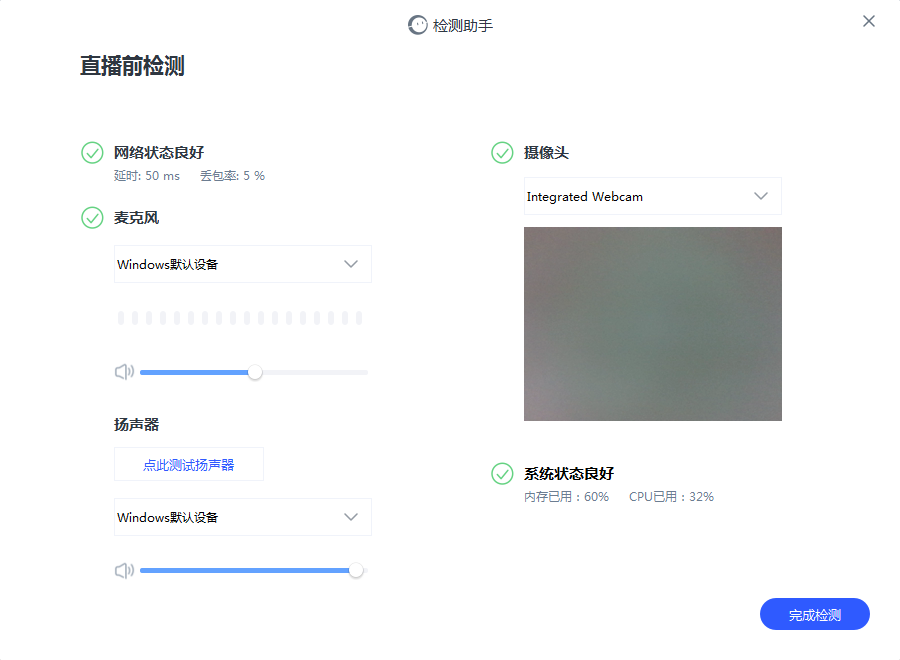 检测助手
直播前检测
网络状态良好
延时: 50 ms 丢包率: 5 %
麦克风
Windows默认设备
扬声器
点此测试扬声器
Windows默认设备
摄像头
Integrated Webcam
系统状态良好
内存已用：60% CPU已用：32%
完成检测